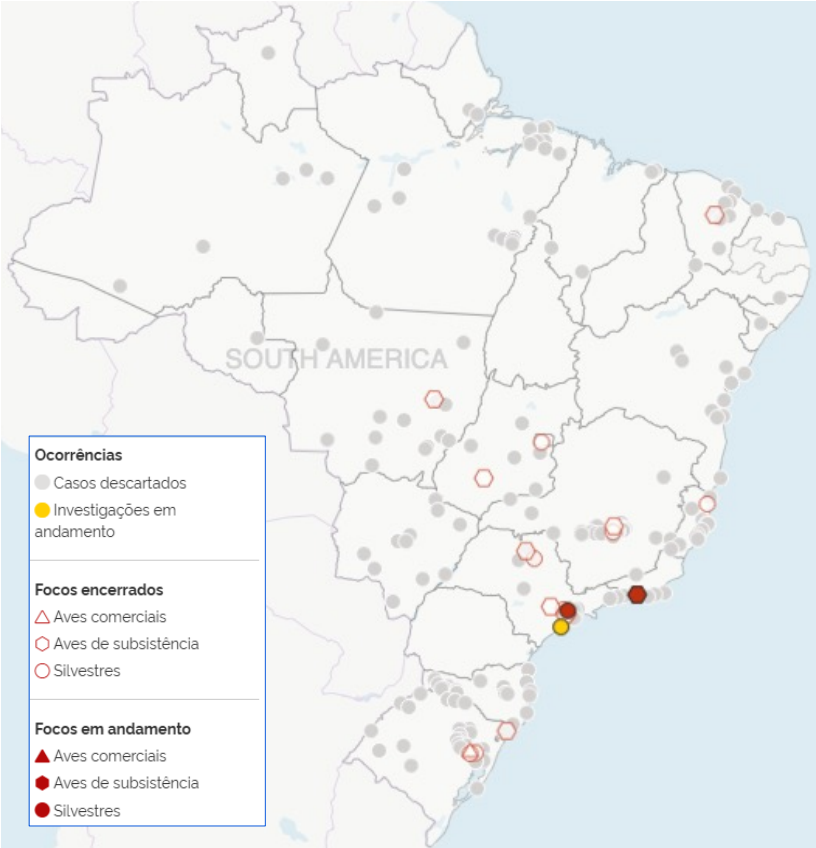 SOUTH AMERICA
Ocorrências
Casos descartados
Investigações em
andamento
Focos encerrados
Aves comerciais
Aves de subsistência
Silvestres
Focos em andamento
Aves comerciais
Aves de subsistência
Silvestres